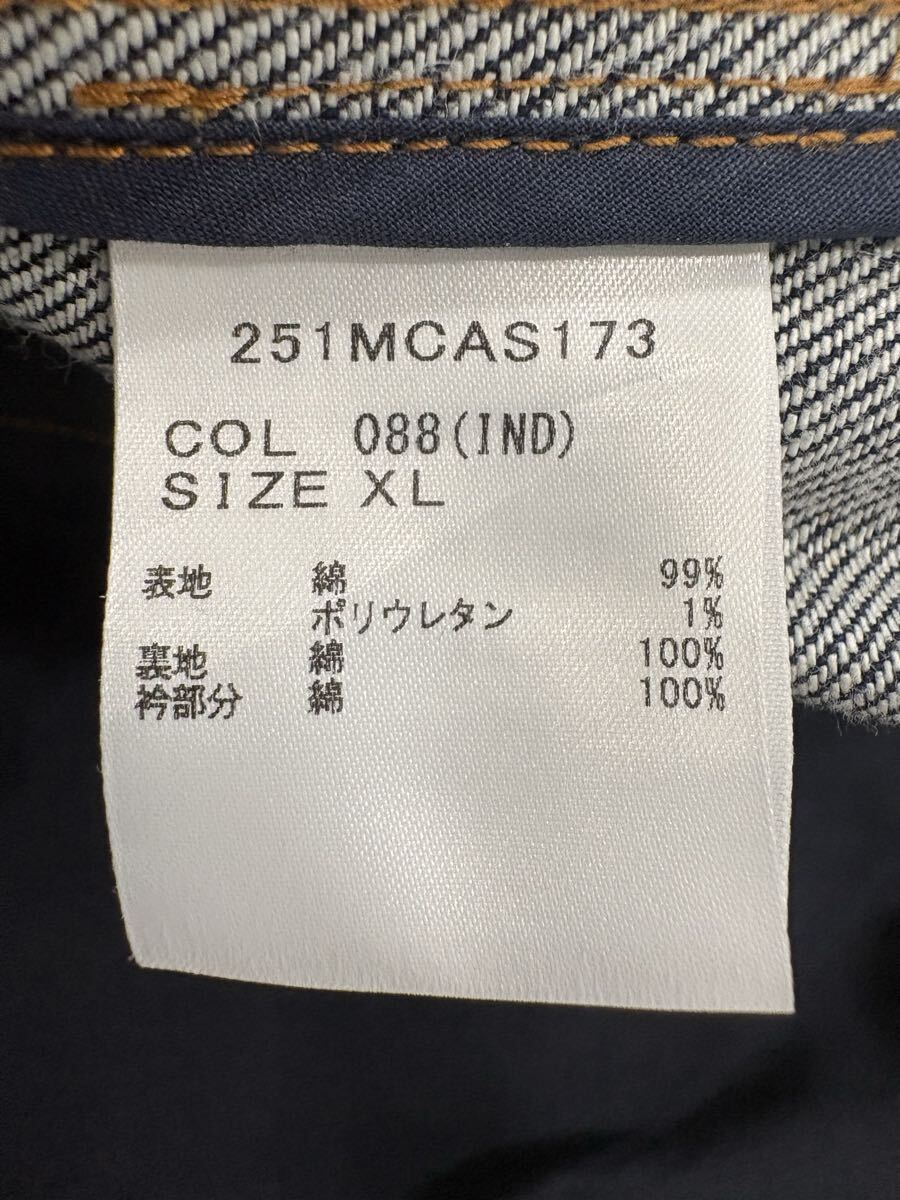 251MCAS173
COL 088(IND)
SIZE XL
表地 綿 99%
ポリウレタン 1%
裏地 綿 100%
衿部分 綿 100%